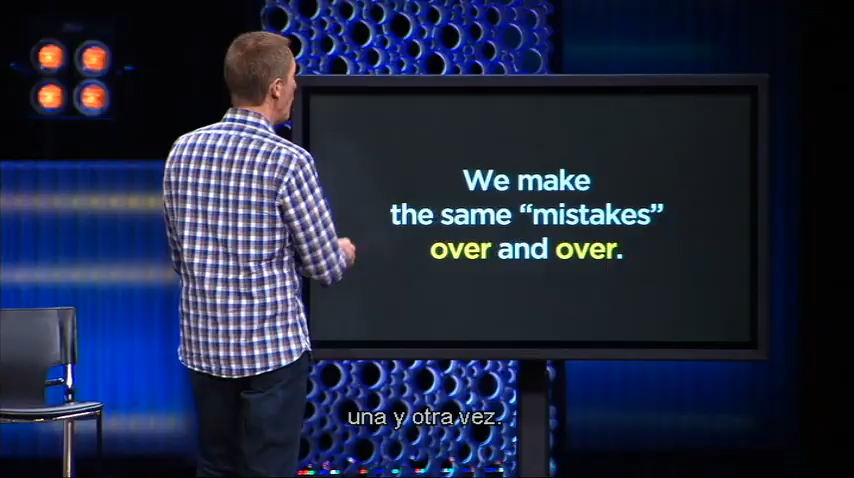 We make
the same “mistakes”
over and over.
una y otra vez.